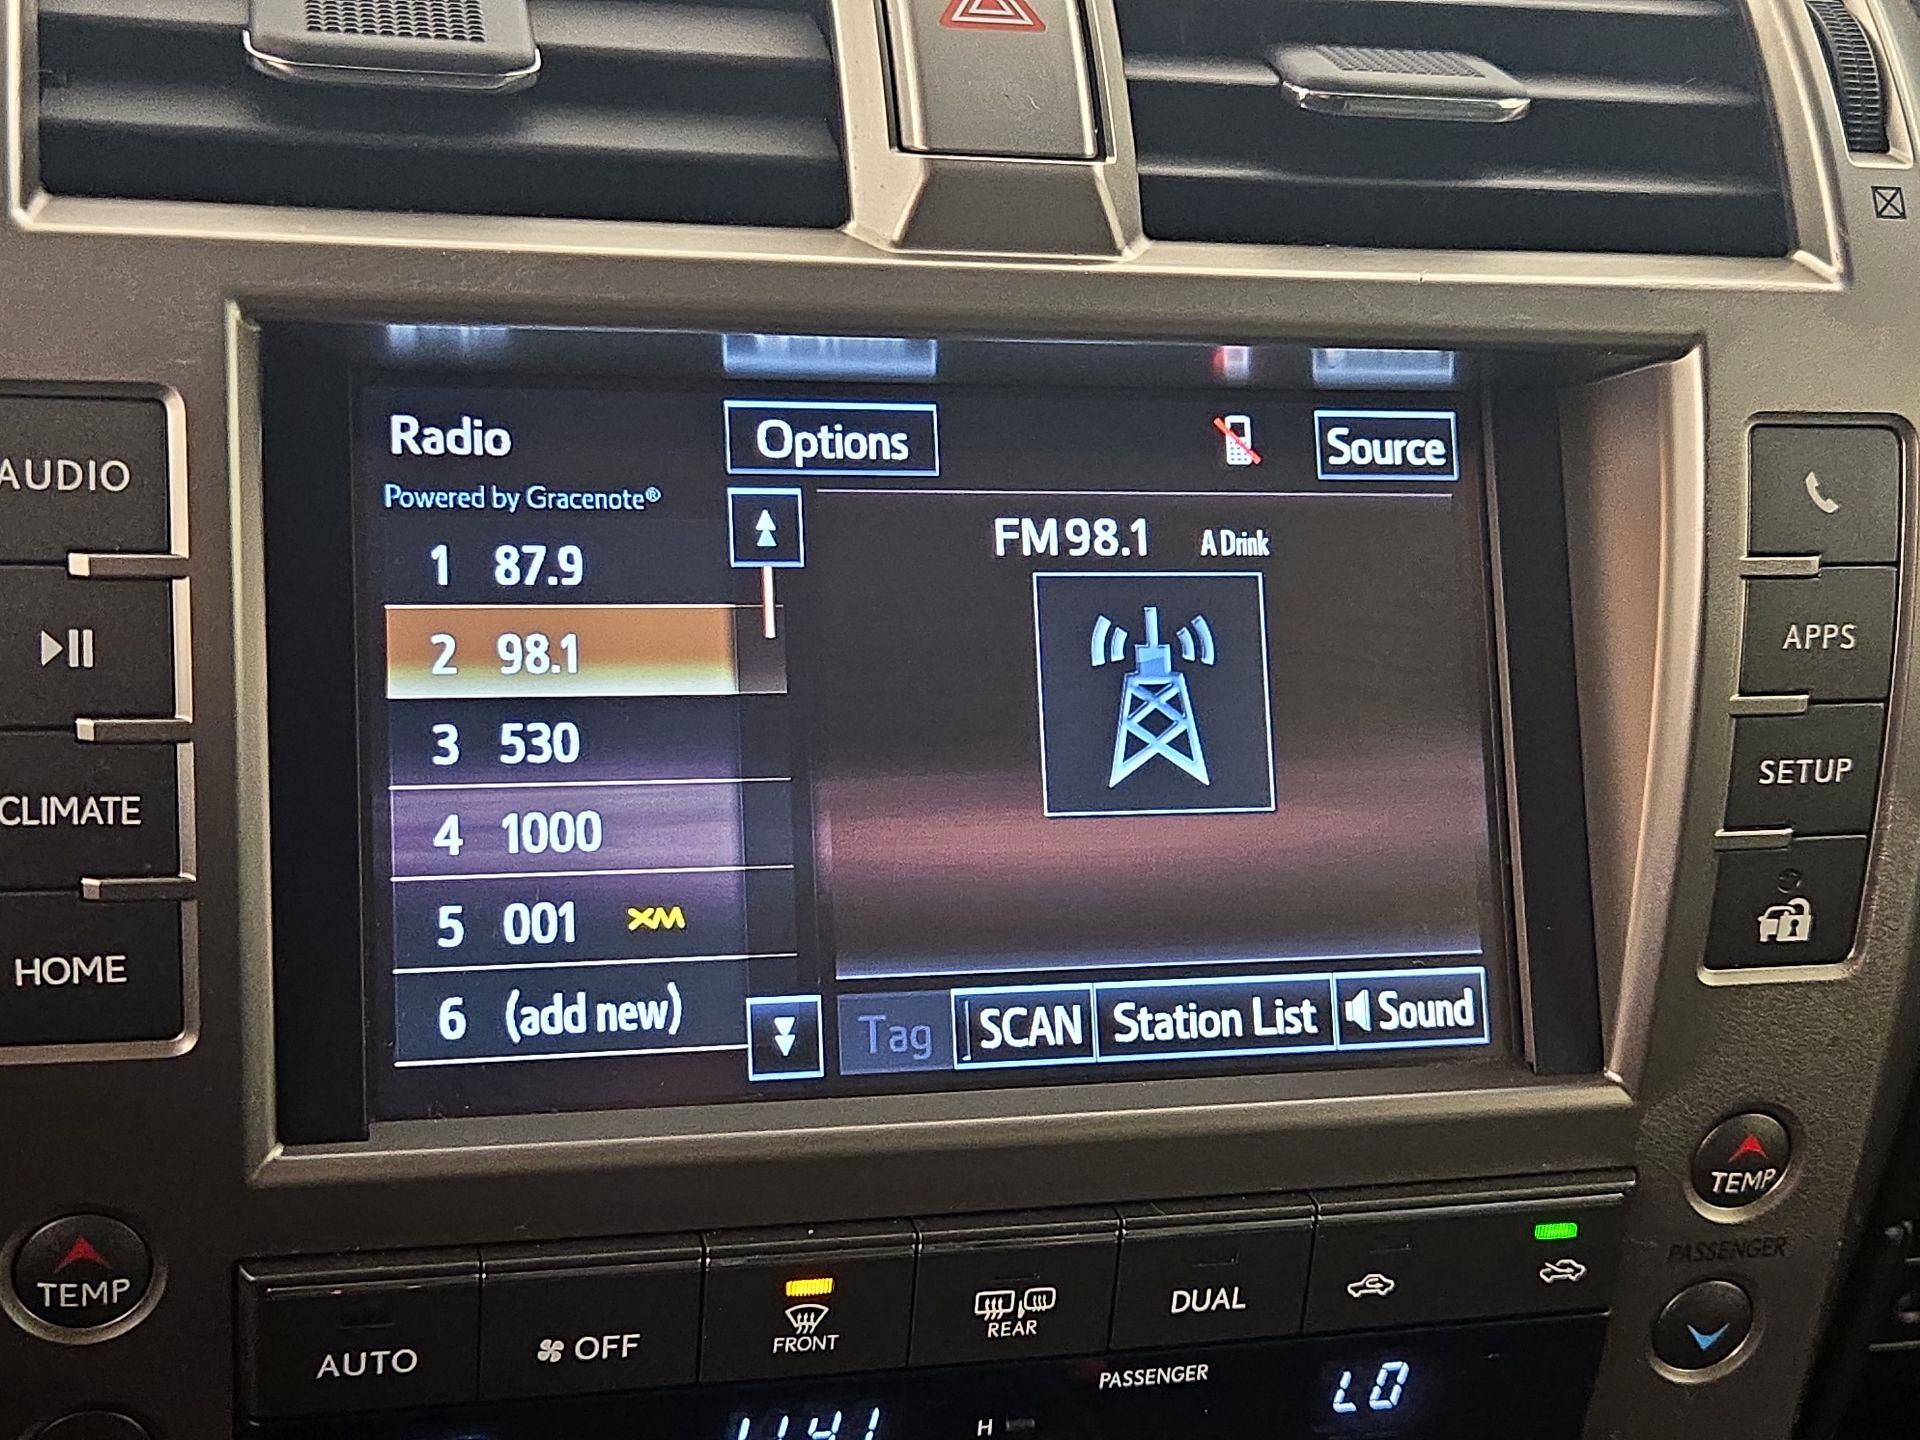 AUDIO
CLIMATE
HOME
Radio
Options
Source
Powered by Gracenote®
1 87.9
2 98.1
3 530
4 1000
5 001 XM
6 (add new)
FM 98.1 A Drink
Tag
SCAN
Station List
Sound
APPS
SETUP
TEMP
PASSENGER
TEMP
AUTO
OFF
FRONT
REAR
DUAL
PASSENGER
LO
11:41
H